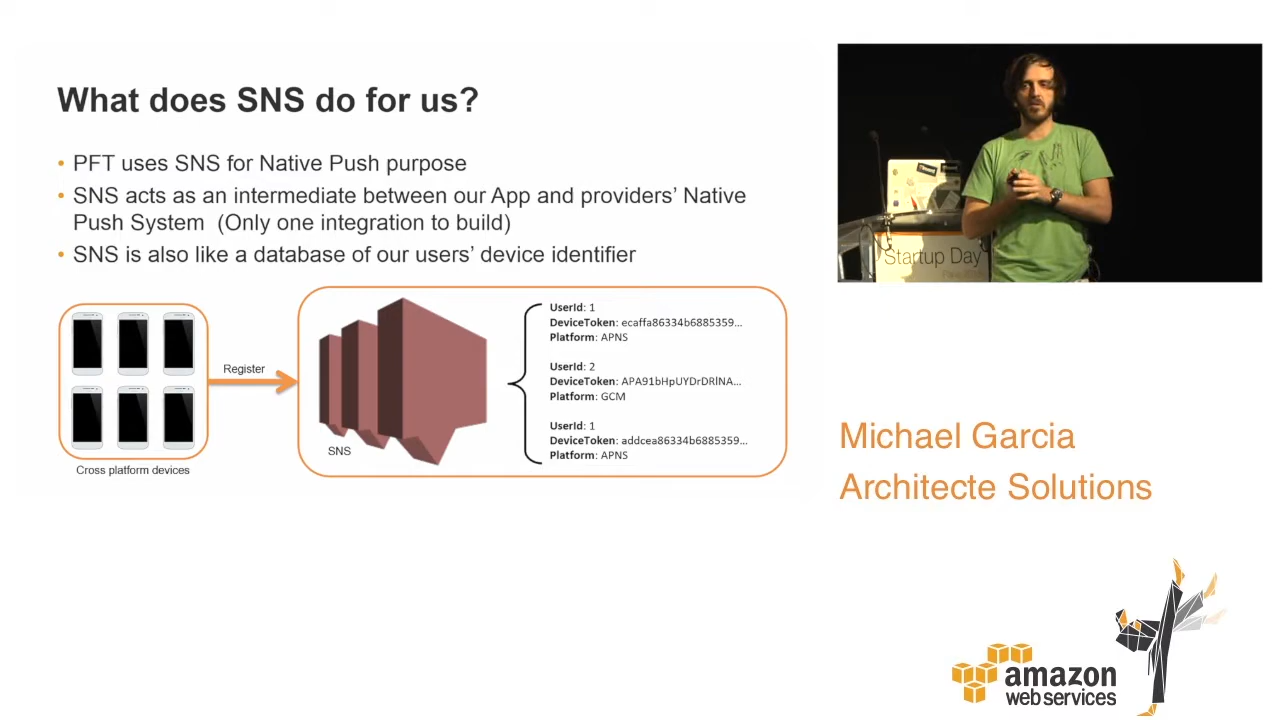 What does SNS do for us?
• PFT uses SNS for Native Push purpose
• SNS acts as an intermediate between our App and providers’ Native
Push System (Only one integration to build)
• SNS is also like a database of our users’ device identifier
Cross platform devices
Register
SNS
UserId: 1
DeviceToken: ecaffa86334b6885359...
Platform: APNS
UserId: 2
DeviceToken: APA91bHpUYDrDRlNA...
Platform: GCM
UserId: 1
DeviceToken: addcea86334b6885359...
Platform: APNS
Startup Day
Michael Garcia
Architecte Solutions
amazon
web services